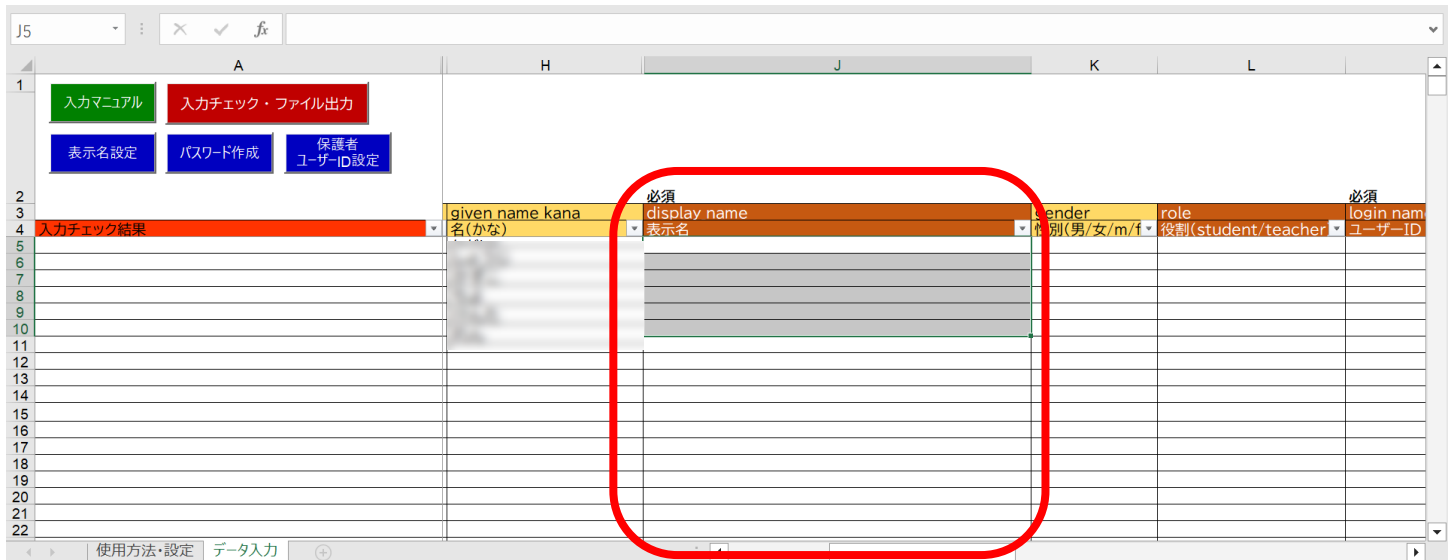 J5
fx
A H J K L
1
入力マニュアル 入力チェック・ファイル出力
表示名設定 パスワード作成 保護者
ユーザーID設定
2 必須 必須
3 given name kana display name gender role login nam
4 入力チェック結果 名(かな) 表示名 性別(男/女/m/f 役割(student/teacher ユーザーID
5
6
7
8
9
10
11
12
13
14
15
16
17
18
19
20
21
22
使用方法・設定 データ入力